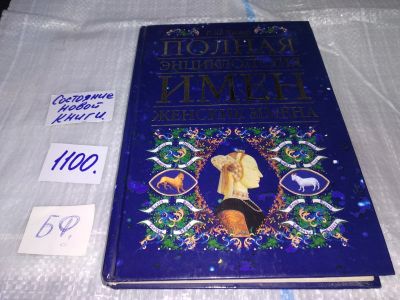 Состояние
новой
книги.
1100.
БФ.
ПОЛНАЯ
ЭНЦИКЛОПЕДИЯ
ИМЕН
ЖЕНСКИЕ ИМЕНА